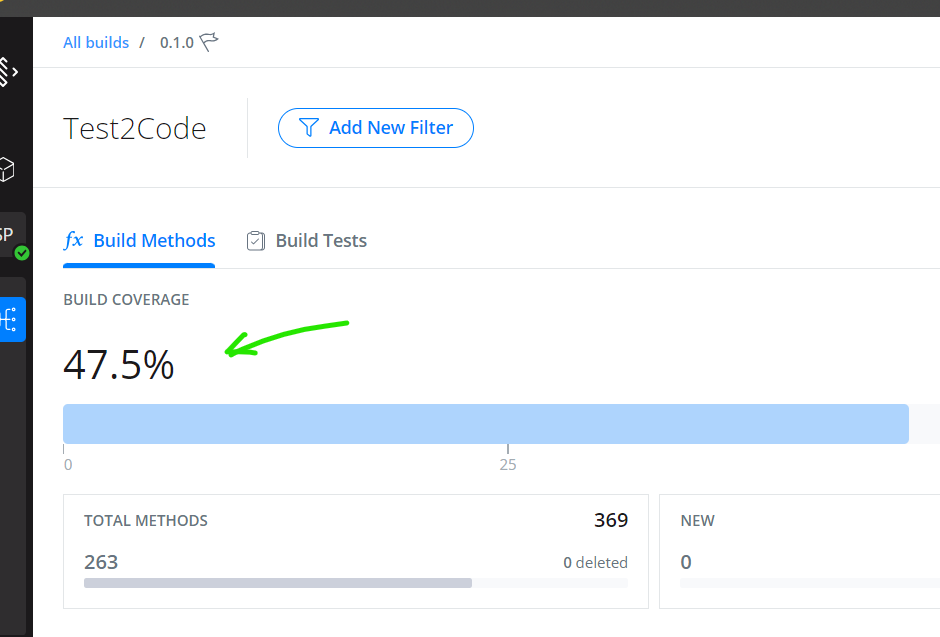 All builds / 0.1.0
Test2Code
Add New Filter
SP
fx Build Methods
Build Tests
BUILD COVERAGE
47.5%
0 25
TOTAL METHODS 369
263 0 deleted
NEW
0